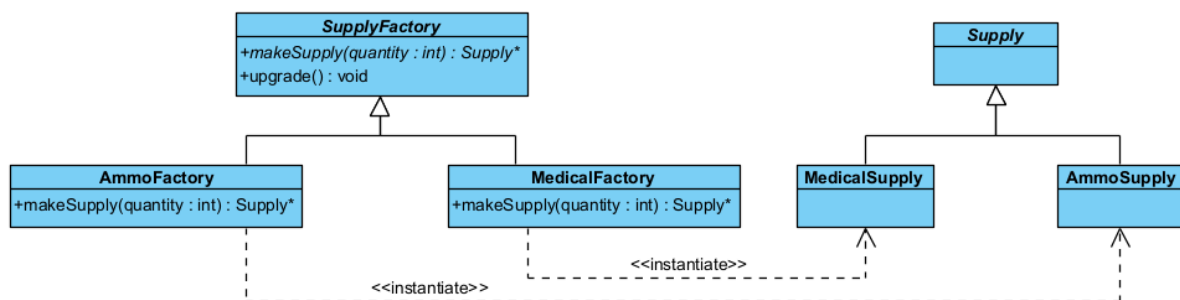 SupplyFactory
+makeSupply(quantity : int) : Supply*
+upgrade() : void
Supply
AmmoFactory
+makeSupply(quantity : int) : Supply*
MedicalFactory
+makeSupply(quantity : int) : Supply*
MedicalSupply
AmmoSupply
<<instantiate>>
<<instantiate>>